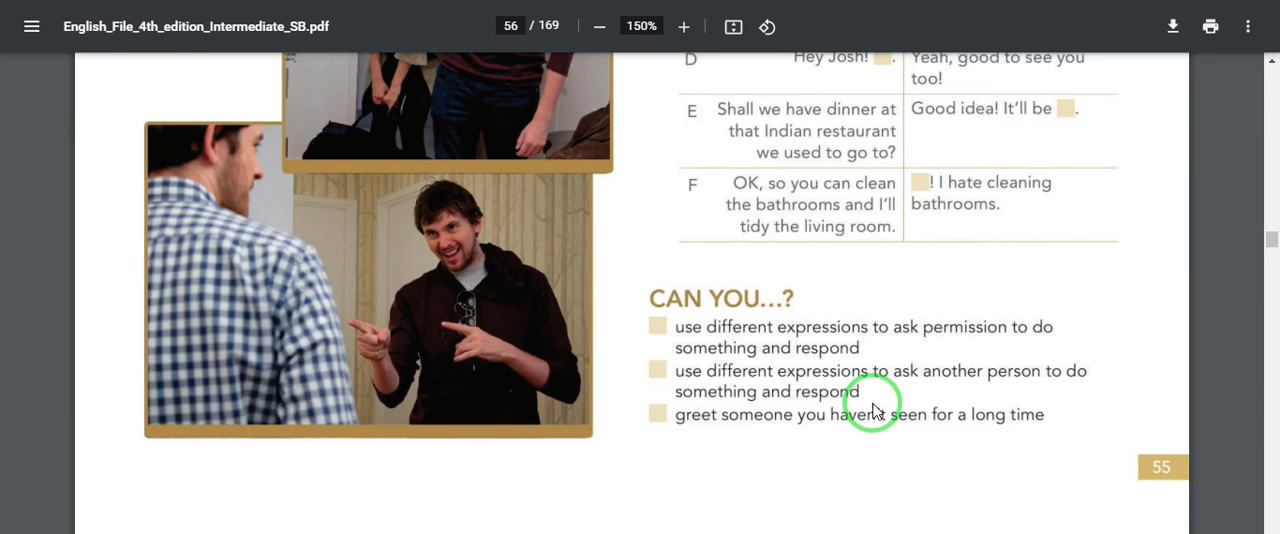 English_File_4th_edition_Intermediate_SB.pdf
56 / 169
150%
D Hey Josh! . Yeah, good to see you
too!
E Shall we have dinner at Good idea! It'll be .
that Indian restaurant
we used to go to?
F OK, so you can clean ! I hate cleaning
the bathrooms and I'll bathrooms.
tidy the living room.
CAN YOU...?
use different expressions to ask permission to do
something and respond
use different expressions to ask another person to do
something and respond
greet someone you haven't seen for a long time
55